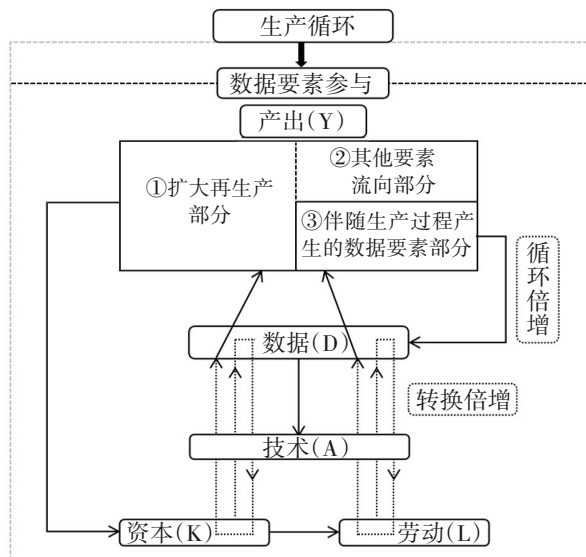 生产循环
数据要素参与
产出(Y)
①扩大再生产
部分
②其他要素
流向部分
③伴随生产过程产
生的数据要素部分
循环倍增
数据(D)
转换倍增
技术(A)
资本(K)
劳动(L)